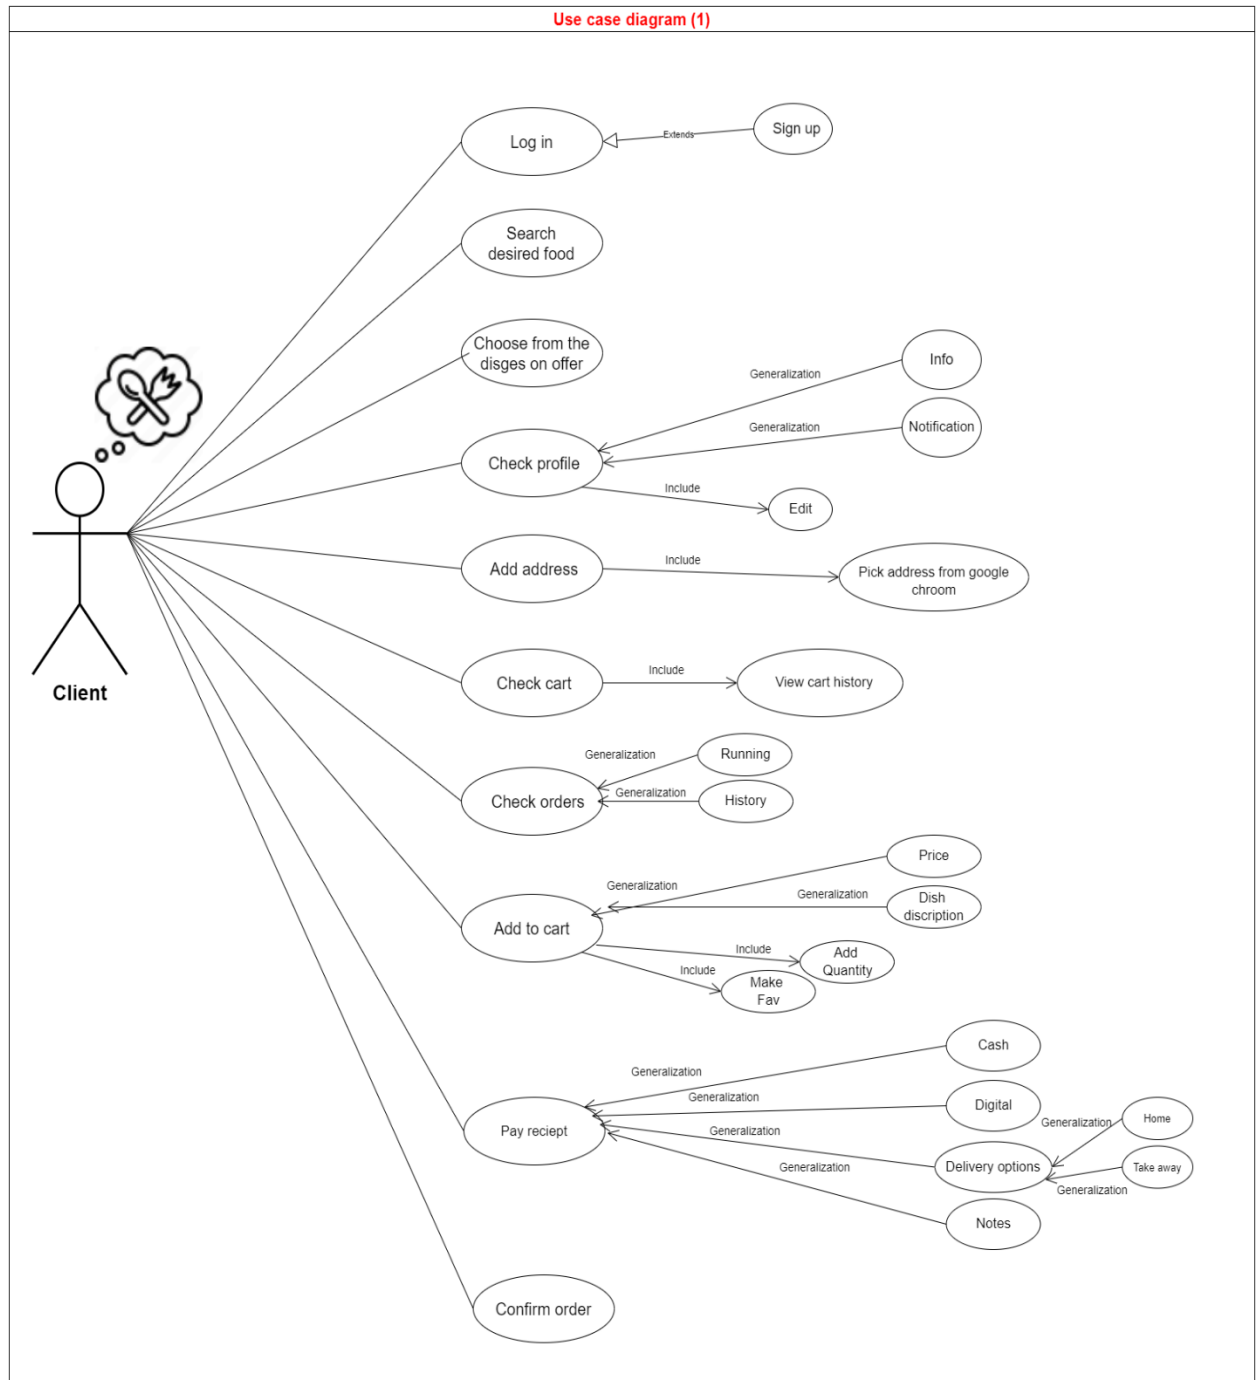 Use case diagram (1)
Log in
Extends
Sign up
Search
desired food
Choose from the
disges on offer
Generalization
Info
Generalization
Notification
Check profile
Include
Edit
Add address
Include
Pick address from google
chroom
Client
Check cart
Include
View cart history
Generalization
Running
Check orders
Generalization
History
Price
Generalization
Generalization
Dish
discription
Add to cart
Include
Add
Quantity
Include
Make
Fav
Cash
Generalization
Generalization
Digital
Generalization
Home
Pay reciept
Generalization
Delivery options
Generalization
Take away
Generalization
Notes
Confirm order